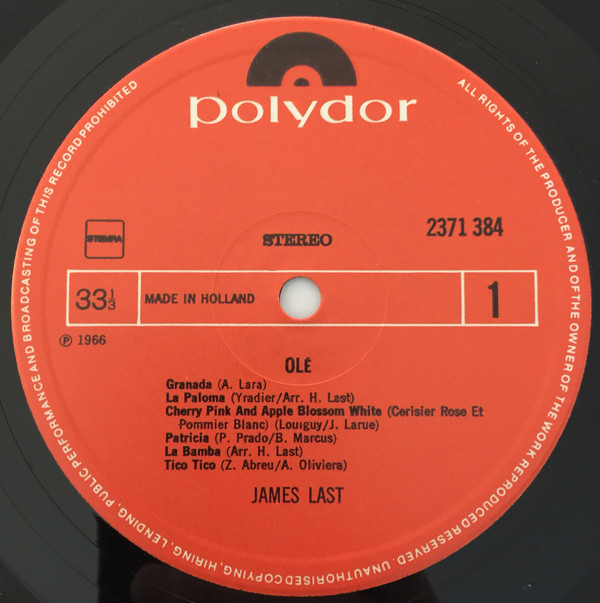 polydor
STEMRA
STEREO
2371 384
33⅓
MADE IN HOLLAND
1
℗ 1966
OLÉ
Granada (A. Lara)
La Paloma (Yradier/Arr. H. Last)
Cherry Pink And Apple Blossom White (Cerisier Rose Et
Pommier Blanc) (Louiguy/J. Larue)
Patricia (P. Prado/B. Marcus)
La Bamba (Arr. H. Last)
Tico Tico (Z. Abreu/A. Oliviera)
JAMES LAST
ALL RIGHTS OF THE PRODUCER AND OF THE OWNER OF THE WORK REPRODUCED RESERVED. UNAUTHORISED COPYING, HIRING, LENDING, PUBLIC PERFORMANCE AND BROADCASTING OF THIS RECORD PROHIBITED